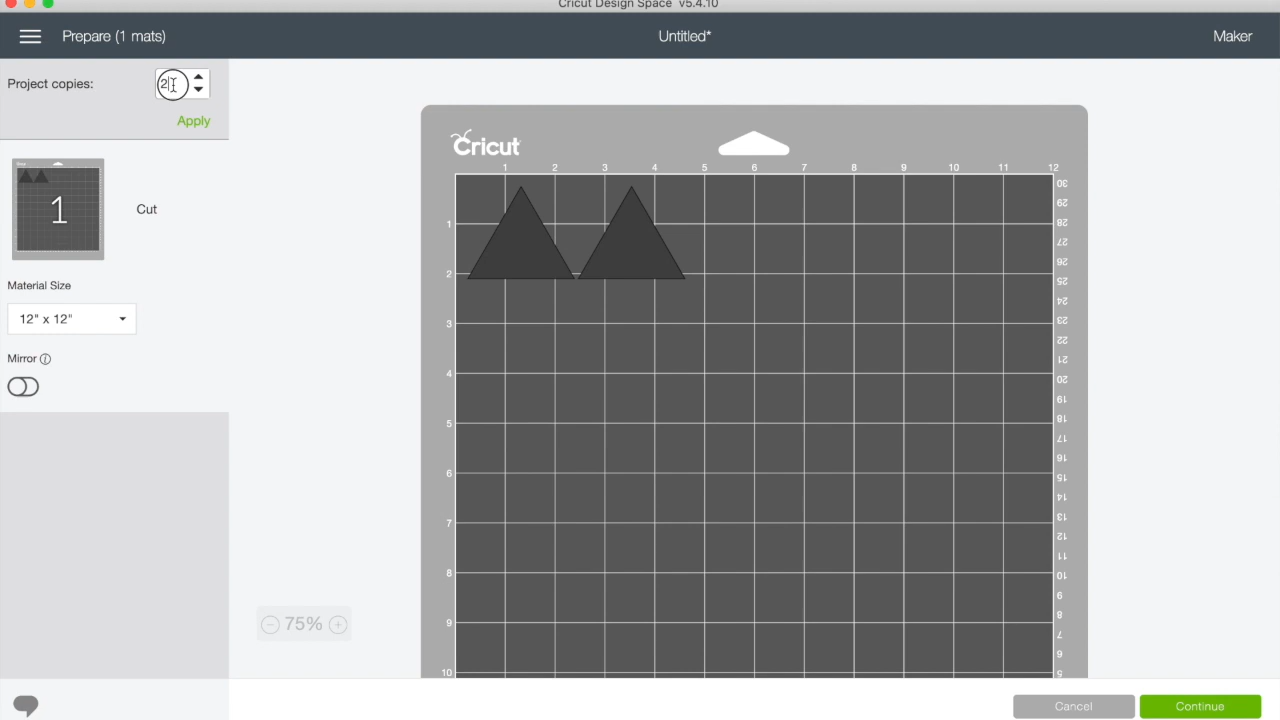 Cricut Design Space v5.4.10
Prepare (1 mats)
Untitled*
Maker
Project copies:
2
Apply
1
Cut
Material Size
12" x 12"
Mirror
Cricut
1 2 3 4 5 6 7 8 9 10 11 12
1
2
3
4
5
6
7
8
9
10
30
29
28
27
26
25
24
23
22
21
20
19
18
17
16
15
14
13
12
11
10
9
8
7
6
5
75%
Cancel
Continue